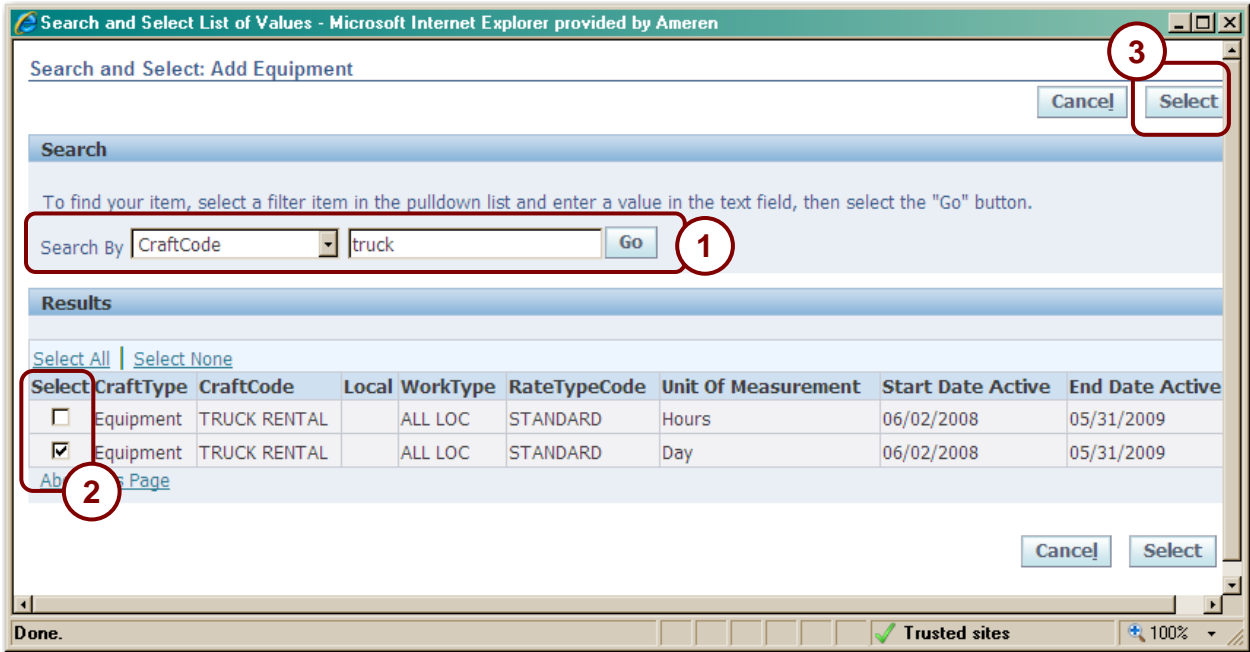 Search and Select List of Values - Microsoft Internet Explorer provided by Ameren
3
Search and Select: Add Equipment
Cancel Select
Search
To find your item, select a filter item in the pulldown list and enter a value in the text field, then select the "Go" button.
Search By CraftCode truck Go 1
Results
Select All Select None
Select CraftType CraftCode Local WorkType RateTypeCode Unit Of Measurement Start Date Active End Date Active
Equipment TRUCK RENTAL ALL LOC STANDARD Hours 06/02/2008 05/31/2009
Equipment TRUCK RENTAL ALL LOC STANDARD Day 06/02/2008 05/31/2009
2 Page
Cancel Select
Done. Trusted sites 100%